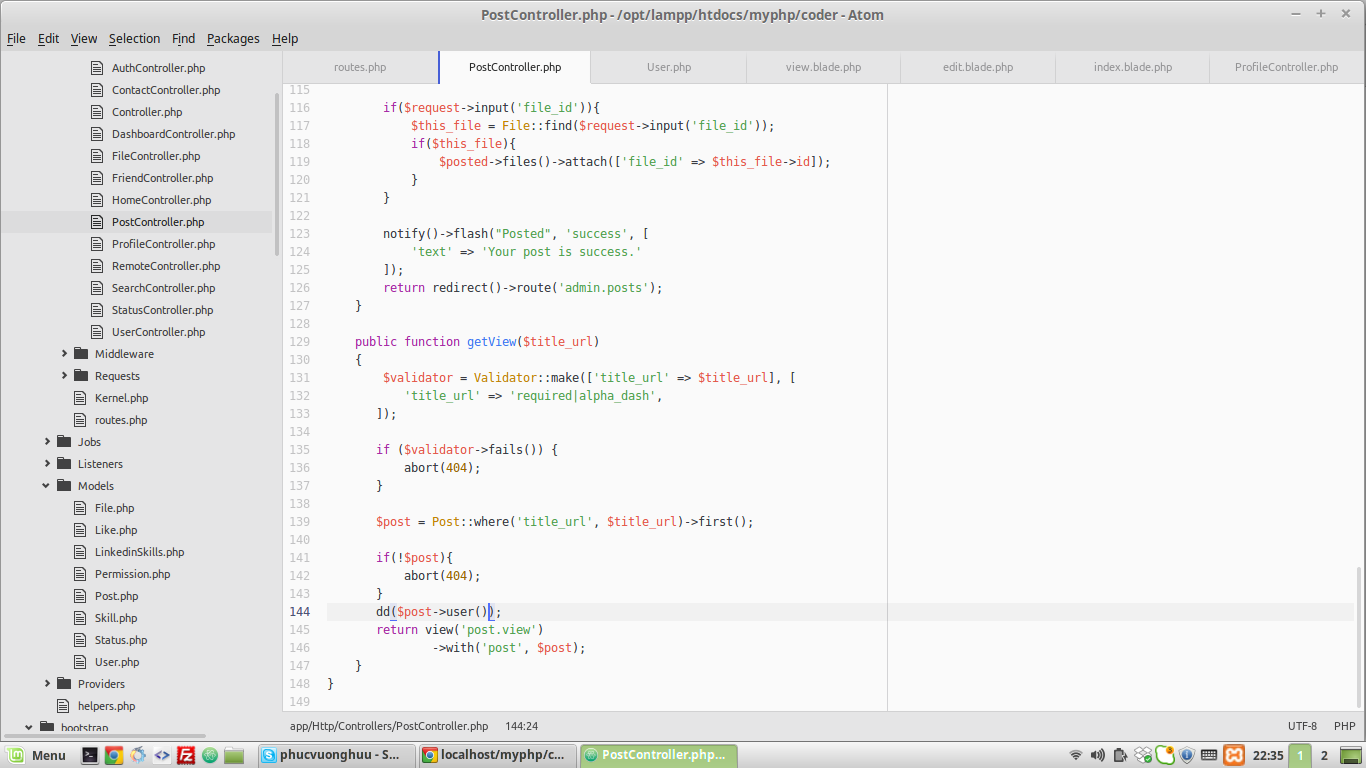 PostController.php - /opt/lampp/htdocs/myphp/coder - Atom
File Edit View Selection Find Packages Help
AuthController.php
ContactController.php
Controller.php
DashboardController.php
FileController.php
FriendController.php
HomeController.php
PostController.php
ProfileController.php
RemoteController.php
SearchController.php
StatusController.php
UserController.php
Middleware
Requests
Kernel.php
routes.php
Jobs
Listeners
Models
File.php
Like.php
LinkedinSkills.php
Permission.php
Post.php
Skill.php
Status.php
User.php
Providers
helpers.php
bootstrap
routes.php PostController.php User.php view.blade.php edit.blade.php index.blade.php ProfileController.php
115
116 if($request->input('file_id')){
117 $this_file = File::find($request->input('file_id'));
118 if($this_file){
119 $posted->files()->attach(['file_id' => $this_file->id]);
120 }
121 }
122
123 notify()->flash("Posted", 'success', [
124 'text' => 'Your post is success.'
125 ]);
126 return redirect()->route('admin.posts');
127 }
128
129 public function getView($title_url)
130 {
131 $validator = Validator::make(['title_url' => $title_url], [
132 'title_url' => 'required|alpha_dash',
133 ]);
134
135 if ($validator->fails()) {
136 abort(404);
137 }
138
139 $post = Post::where('title_url', $title_url)->first();
140
141 if(!$post){
142 abort(404);
143 }
144 dd($post->user());
145 return view('post.view')
146 ->with('post', $post);
147 }
148 }
149
app/Http/Controllers/PostController.php 144:24 UTF-8 PHP
Menu phucvuonghuu - S... localhost/myphp/c... PostController.php... 22:35 1 2